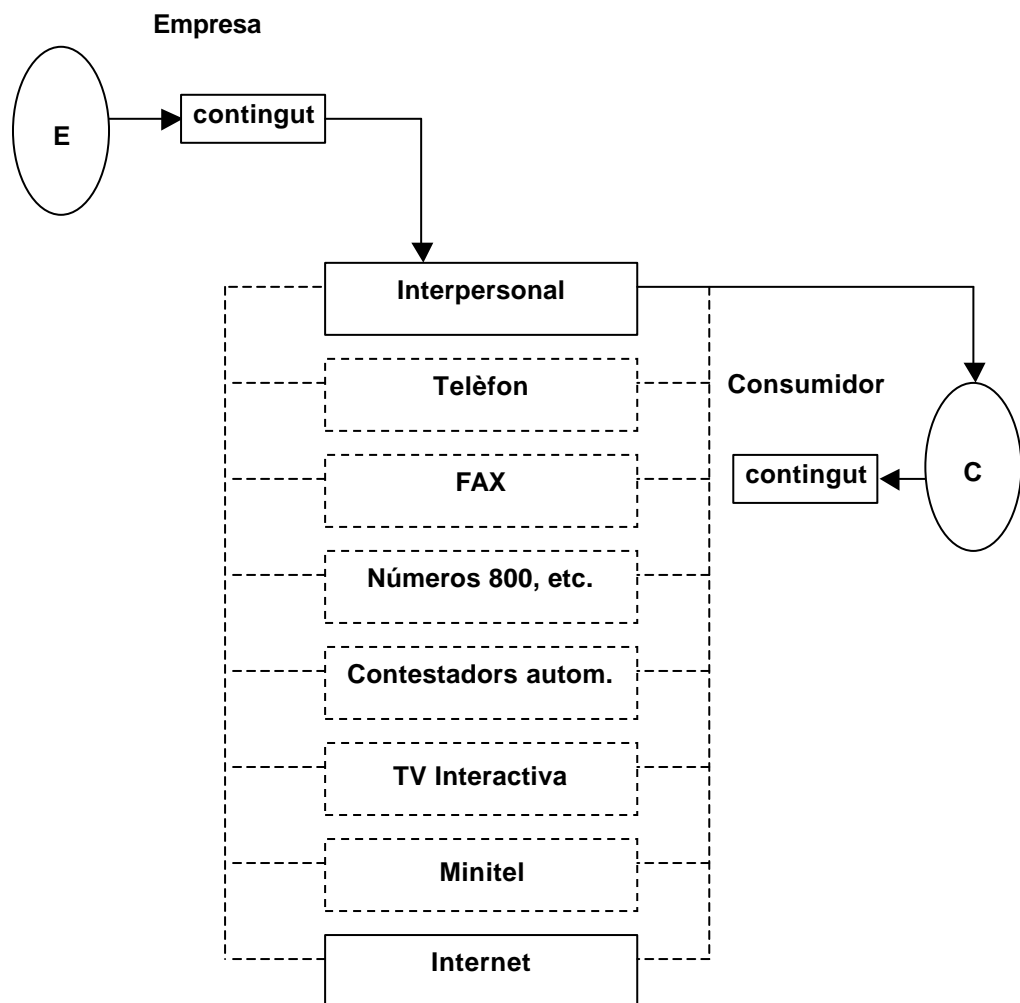 Empresa
contingut
E
Interpersonal
Telèfon
Consumidor
FAX
contingut
C
Números 800, etc.
Contestadors autom.
TV Interactiva
Minitel
Internet